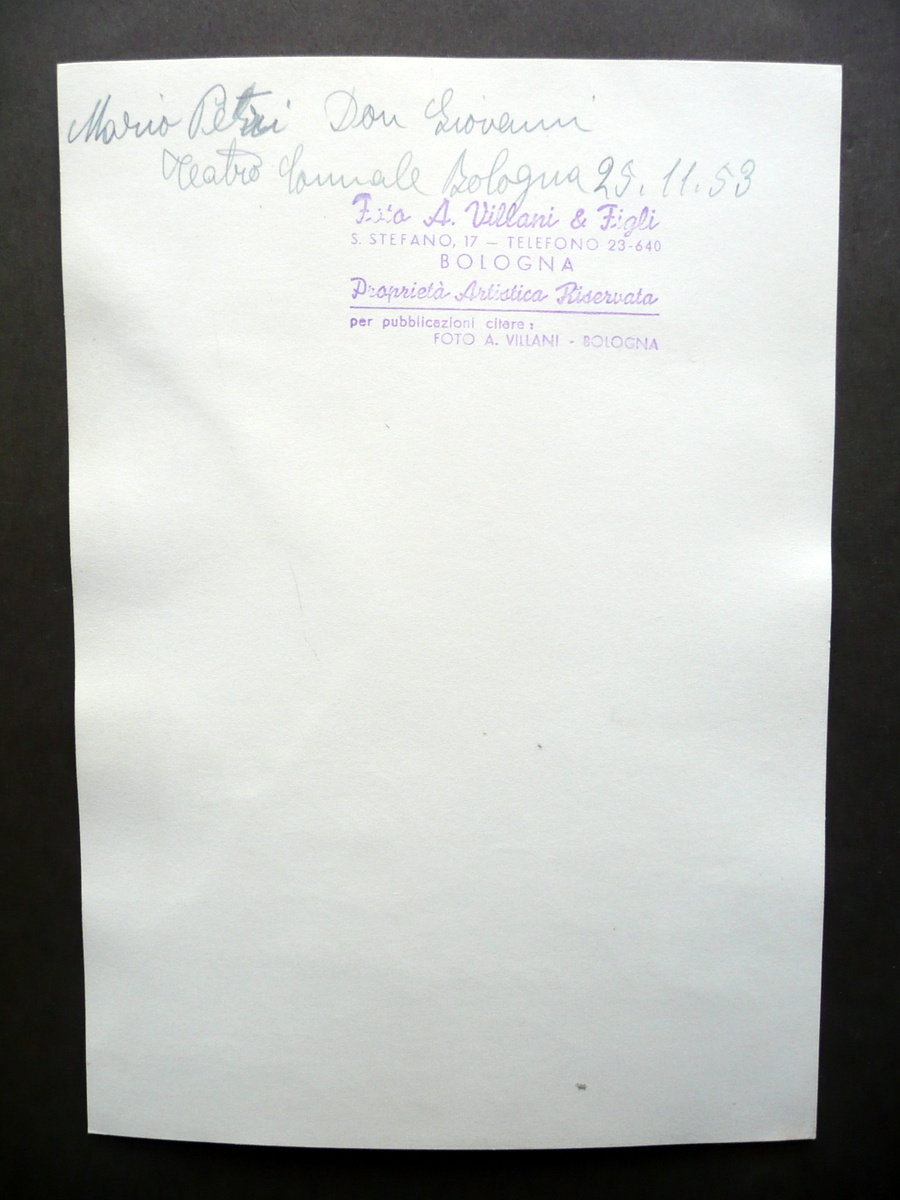 Mario Petri Don Giovanni
Teatro Comunale Bologna 25.11.53
Foto A. Villani & Figli
S. STEFANO, 17 — TELEFONO 23-640
BOLOGNA
Proprietà Artistica Riservata
per pubblicazioni citare:
FOTO A. VILLANI - BOLOGNA